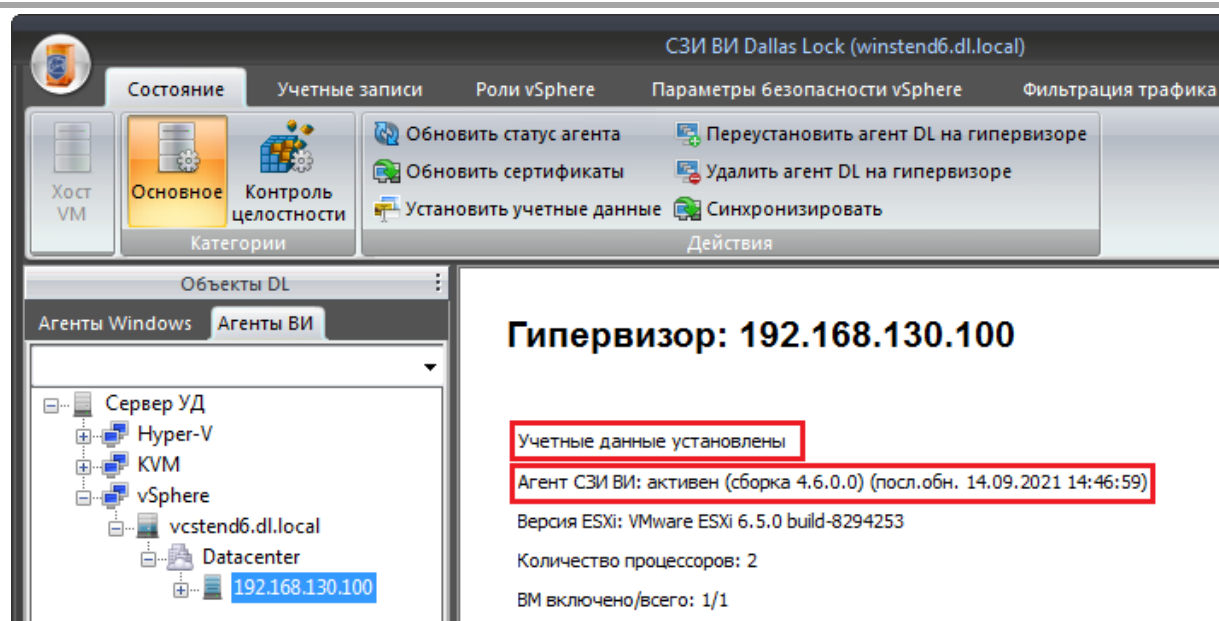 СЗИ ВИ Dallas Lock (winstend6.dl.local)
Состояние Учетные записи Роли vSphere Параметры безопасности vSphere Фильтрация трафика
Хост VM
Основное
Контроль целостности
Категории
Обновить статус агента
Обновить сертификаты
Установить учетные данные
Переустановить агент DL на гипервизоре
Удалить агент DL на гипервизоре
Синхронизировать
Действия
Объекты DL
Агенты Windows Агенты ВИ
Сервер УД
Hyper-V
KVM
vSphere
vcstend6.dl.local
Datacenter
192.168.130.100
Гипервизор: 192.168.130.100
Учетные данные установлены
Агент СЗИ ВИ: активен (сборка 4.6.0.0) (посл.обн. 14.09.2021 14:46:59)
Версия ESXi: VMware ESXi 6.5.0 build-8294253
Количество процессоров: 2
ВМ включено/всего: 1/1